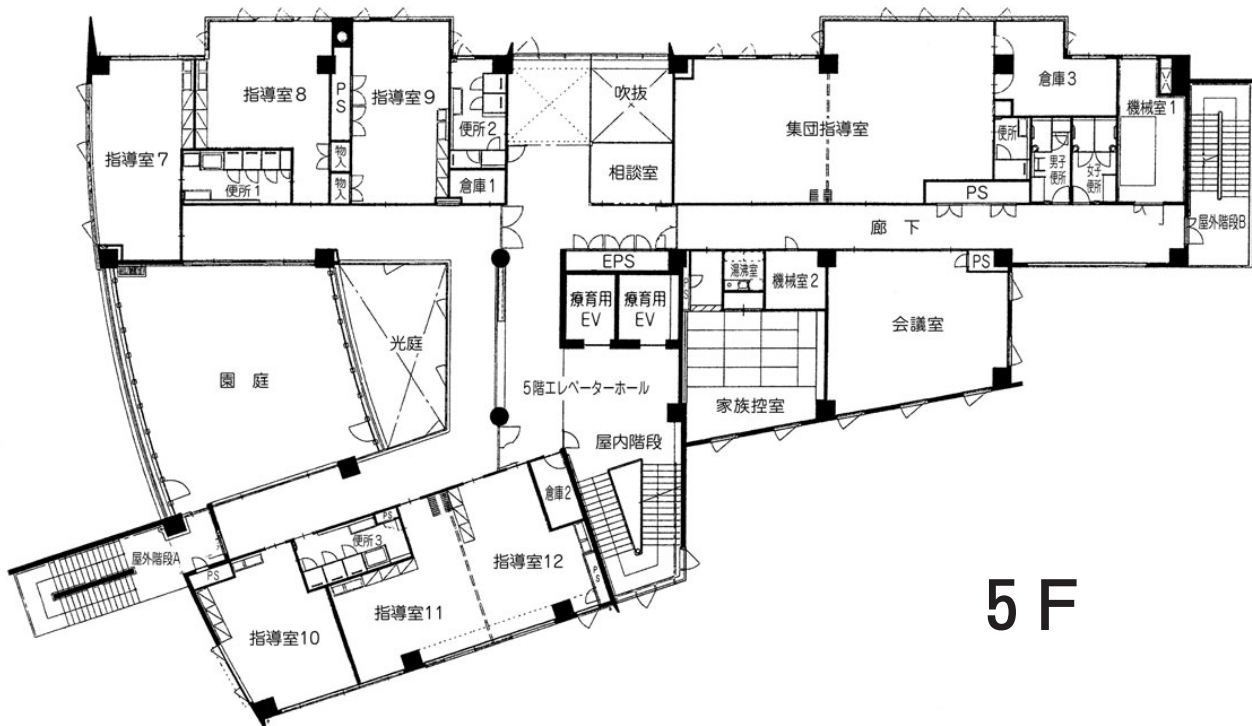 指導室7
指導室8
PS
物入
物入
指導室9
便所1
便所2
倉庫1
吹抜
相談室
集団指導室
倉庫3
機械室1
便所
男子
便所
女子
便所
PS
廊 下
屋外階段B
EPS
療育用
EV
療育用
EV
PS
湯沸室
機械室2
PS
会議室
家族控室
園 庭
光庭
5階エレベーターホール
屋内階段
倉庫2
屋外階段A
PS
便所3
PS
指導室10
指導室11
指導室12
PS
5F